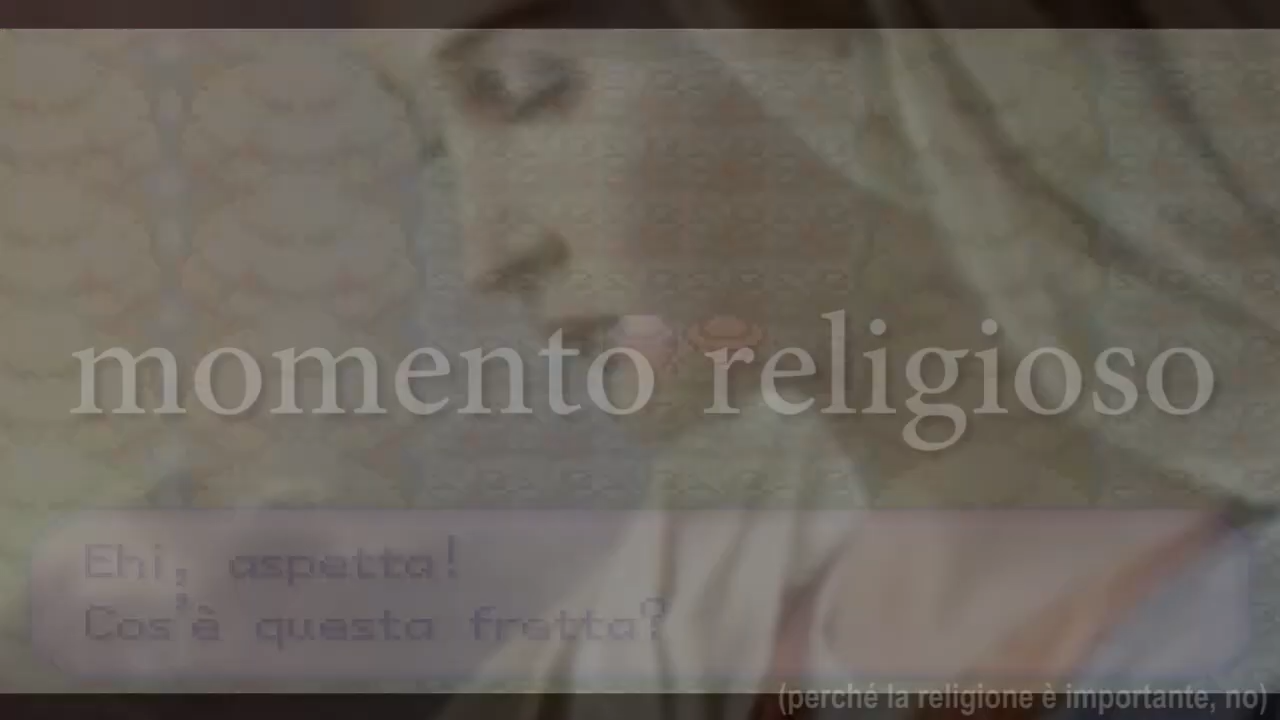 momento religioso
Ehi, aspetta!
Cos'è questa fretta?
(perché la religione è importante, no)